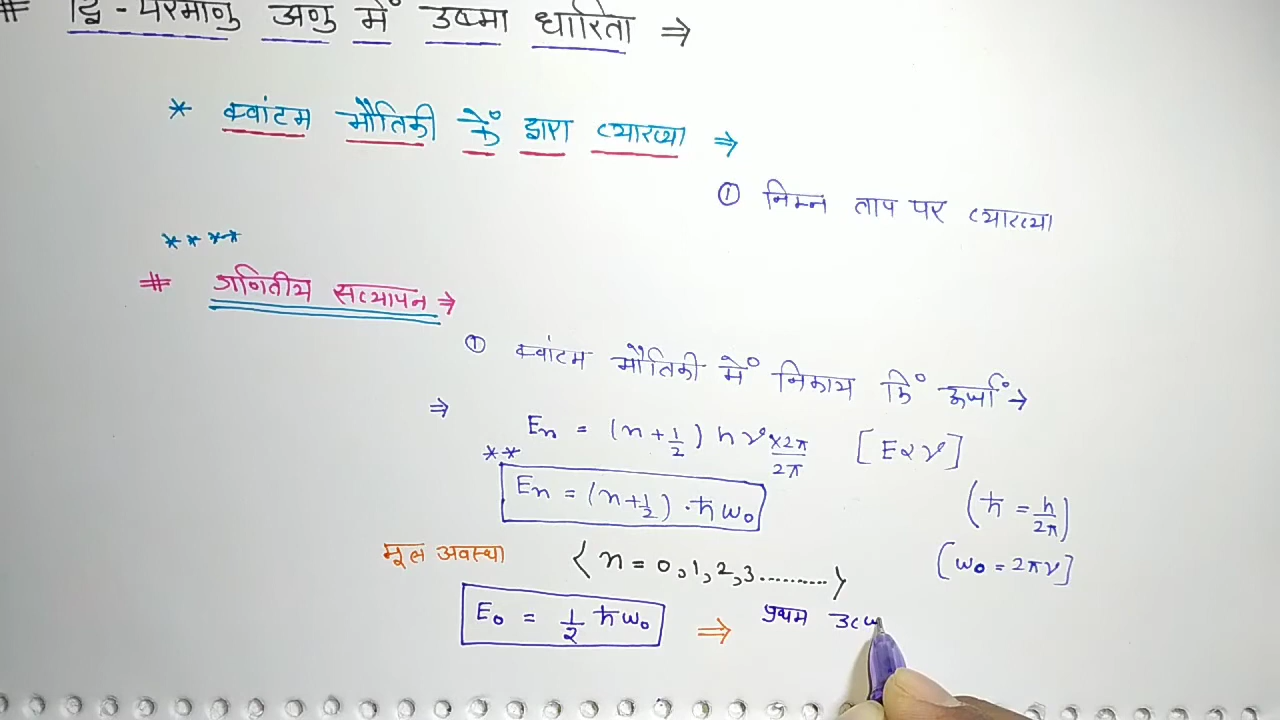 # द्वि - परमाणु अणु में उष्मा धारिता ⇒
* क्वांटम भौतिकी के द्वारा व्याख्या ⇒
① निम्न ताप पर व्याख्या
****
# गणितीय सत्यापन ⇒
① क्वांटम भौतिकी में निकाय कि ऊर्जा →
⇒ En = (n + 1/2) hν ×2π/2π [E ∝ ν]
**
En = (n + 1/2) . ħω₀ (ħ = h/2π)
मूल अवस्था (n = 0, 1, 2, 3..........) (ω₀ = 2πν]
E₀ = 1/2 ħω₀ ⇒ प्रथम